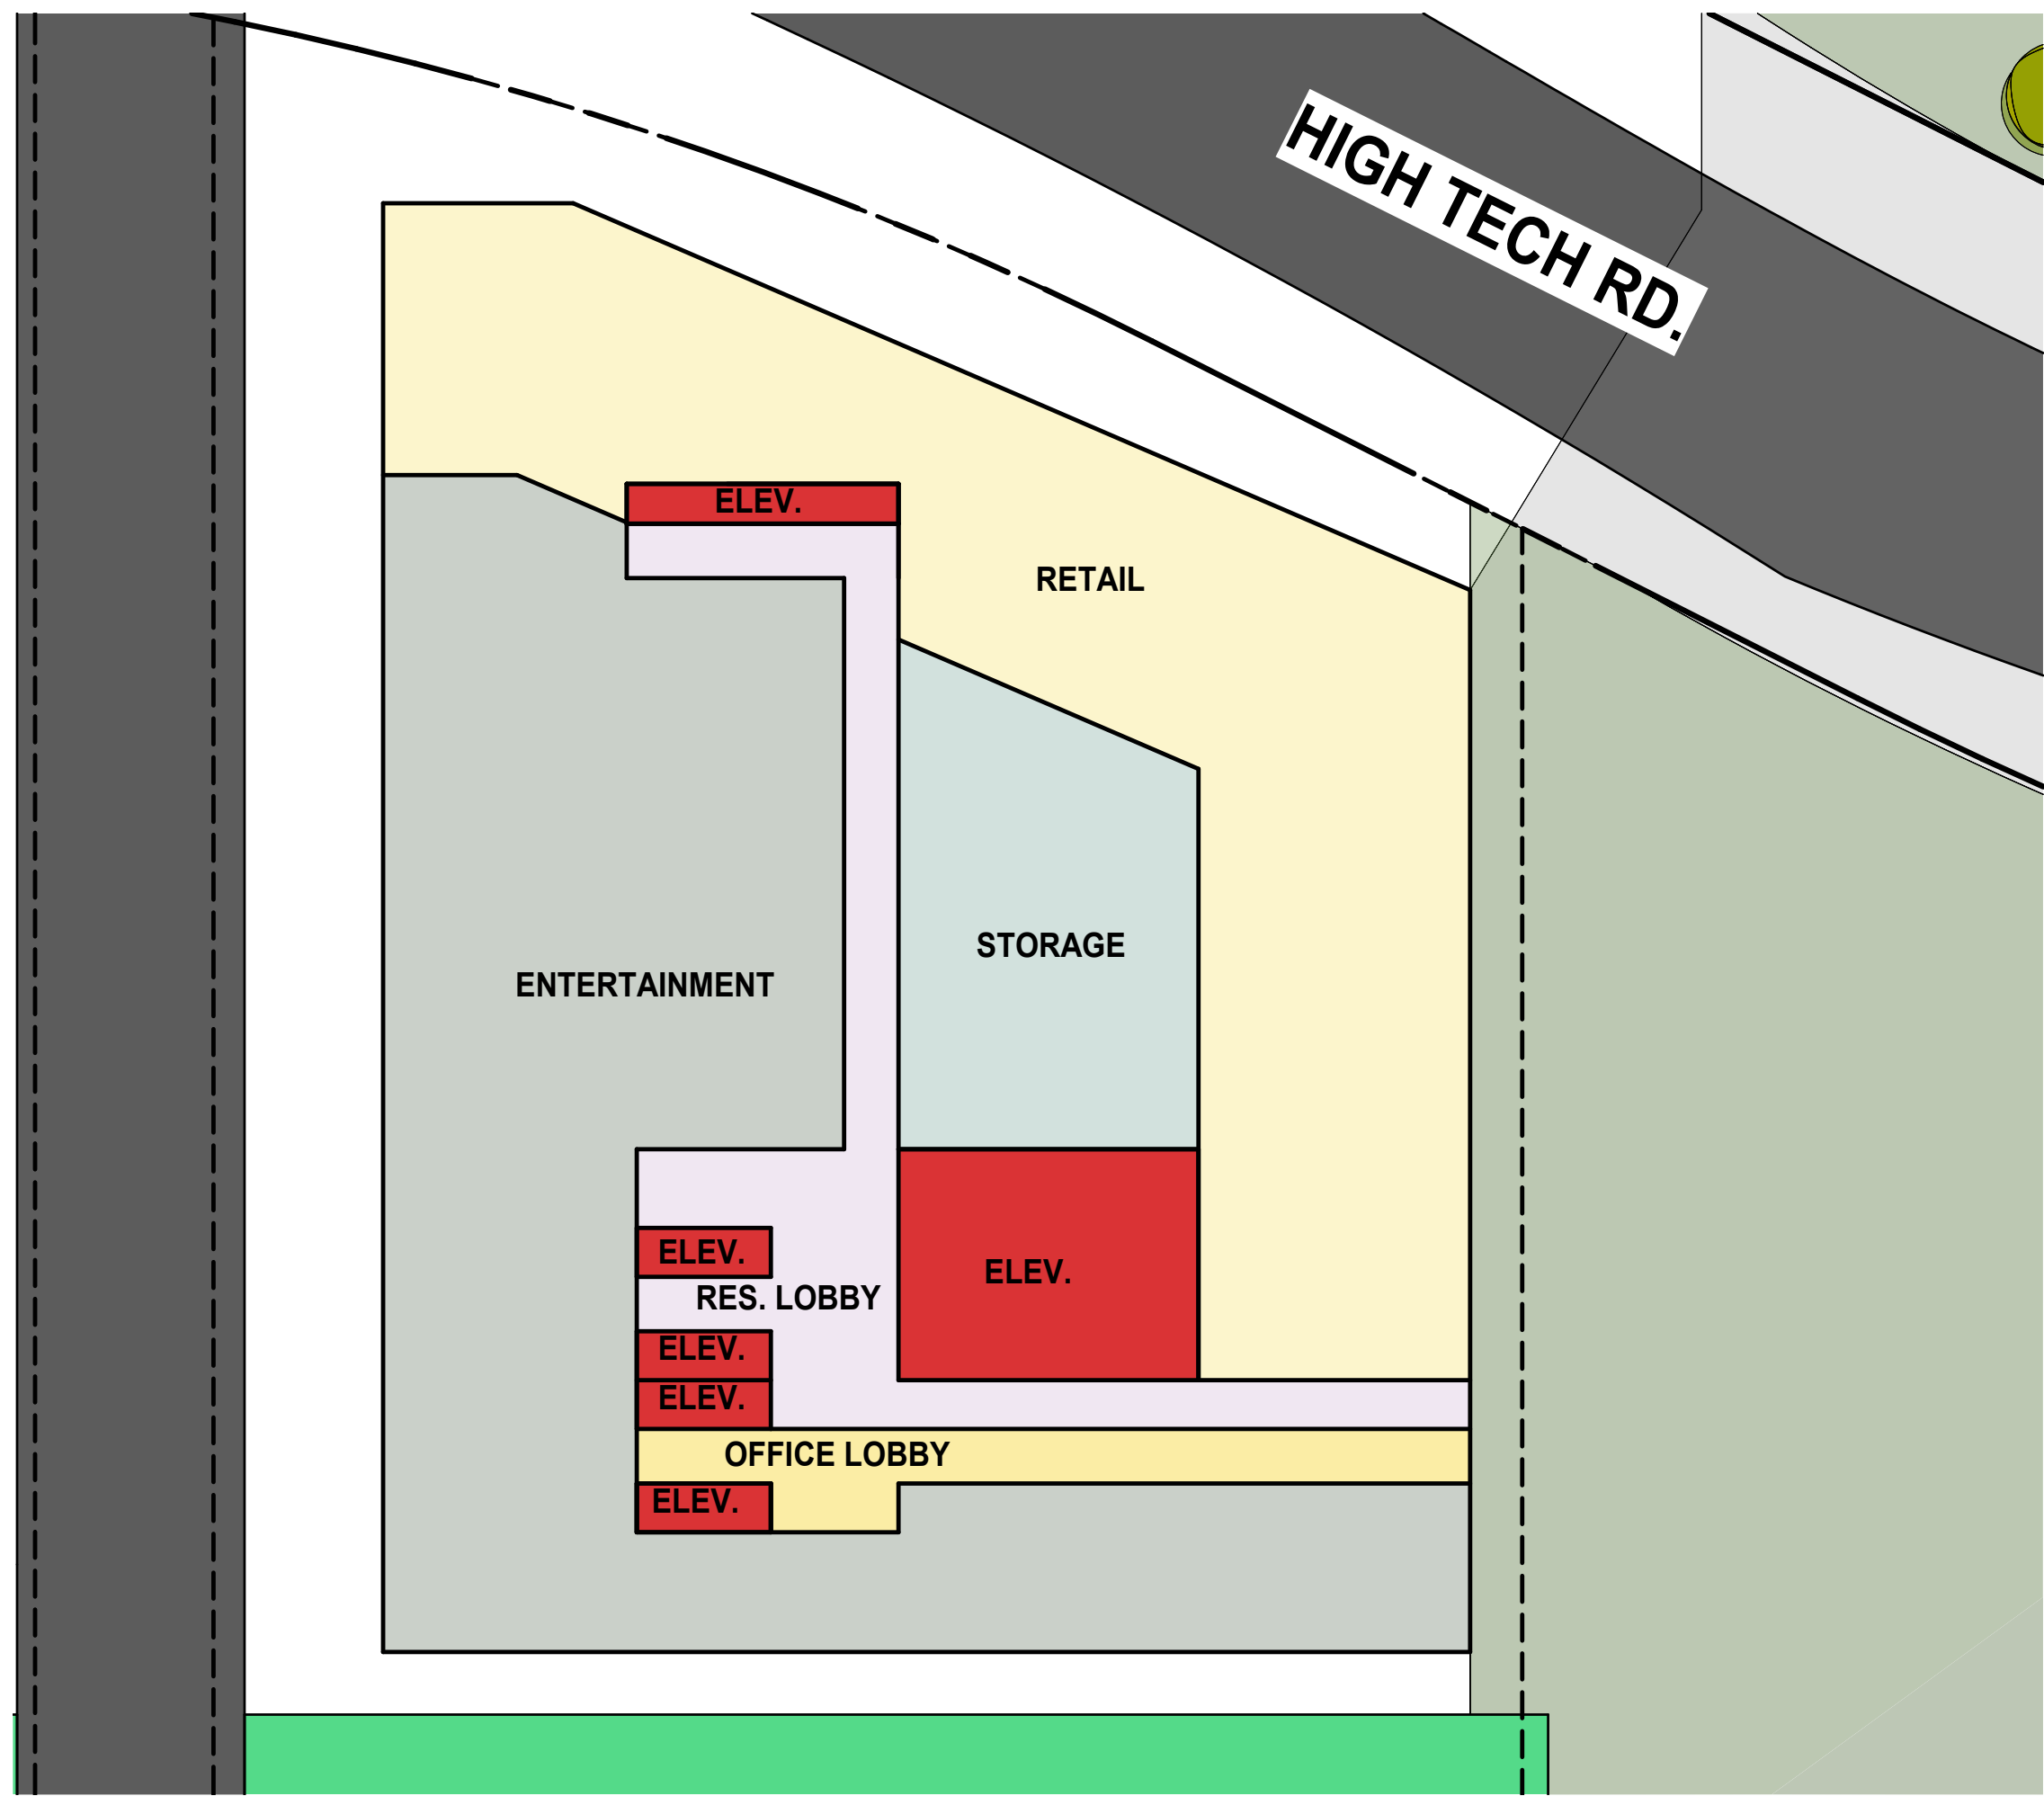 HIGH TECH RD.
ELEV.
RETAIL
STORAGE
ENTERTAINMENT
ELEV.
ELEV.
RES. LOBBY
ELEV.
ELEV.
OFFICE LOBBY
ELEV.